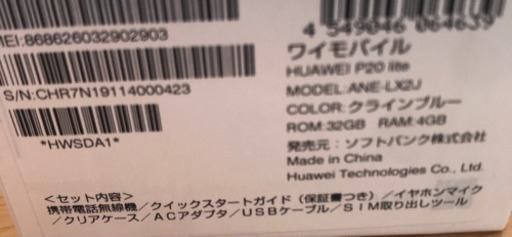 4 549046 064639
IMEI:868626032902903
ワイモバイル
HUAWEI P20 lite
MODEL:ANE-LX2J
S/N:CHR7N19114000423
COLOR:クラインブルー
ROM:32GB RAM:4GB
*HWSDA1*
発売元:ソフトバンク株式会社
Made in China
Huawei Technologies Co., Ltd.
<セット内容>
携帯電話無線機/クイックスタートガイド(保証書つき)/イヤホンマイク
/クリアケース/ACアダプタ/USBケーブル/SIM取り出しツール